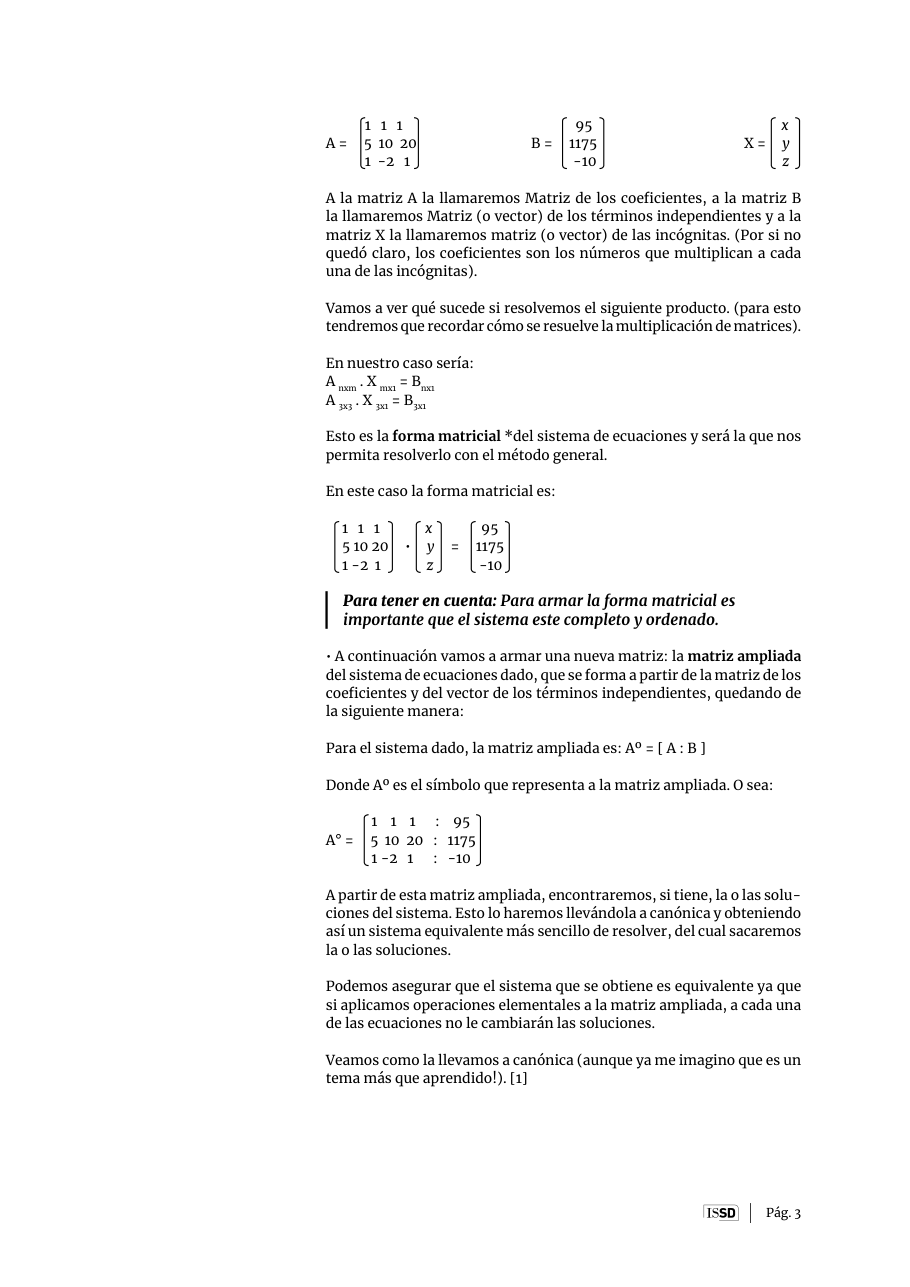 A = 1 1 1 B = 95 X = x
5 10 20 1175 y
1 -2 1 -10 z
A la matriz A la llamaremos Matriz de los coeficientes, a la matriz B
la llamaremos Matriz (o vector) de los términos independientes y a la
matriz X la llamaremos matriz (o vector) de las incógnitas. (Por si no
quedó claro, los coeficientes son los números que multiplican a cada
una de las incógnitas).
Vamos a ver qué sucede si resolvemos el siguiente producto. (para esto
tendremos que recordar cómo se resuelve la multiplicación de matrices).
En nuestro caso sería:
A nxm . X mx1 = Bnx1
A 3x3 . X 3x1 = B3x1
Esto es la forma matricial *del sistema de ecuaciones y será la que nos
permita resolverlo con el método general.
En este caso la forma matricial es:
1 1 1 x 95
5 10 20 · y = 1175
1 -2 1 z -10
Para tener en cuenta: Para armar la forma matricial es
importante que el sistema este completo y ordenado.
• A continuación vamos a armar una nueva matriz: la matriz ampliada
del sistema de ecuaciones dado, que se forma a partir de la matriz de los
coeficientes y del vector de los términos independientes, quedando de
la siguiente manera:
Para el sistema dado, la matriz ampliada es: Aº = [ A : B ]
Donde Aº es el símbolo que representa a la matriz ampliada. O sea:
1 1 1 : 95
A° = 5 10 20 : 1175
1 -2 1 : -10
A partir de esta matriz ampliada, encontraremos, si tiene, la o las solu-
ciones del sistema. Esto lo haremos llevándola a canónica y obteniendo
así un sistema equivalente más sencillo de resolver, del cual sacaremos
la o las soluciones.
Podemos asegurar que el sistema que se obtiene es equivalente ya que
si aplicamos operaciones elementales a la matriz ampliada, a cada una
de las ecuaciones no le cambiarán las soluciones.
Veamos como la llevamos a canónica (aunque ya me imagino que es un
tema más que aprendido!). [1]
ISSD Pág. 3